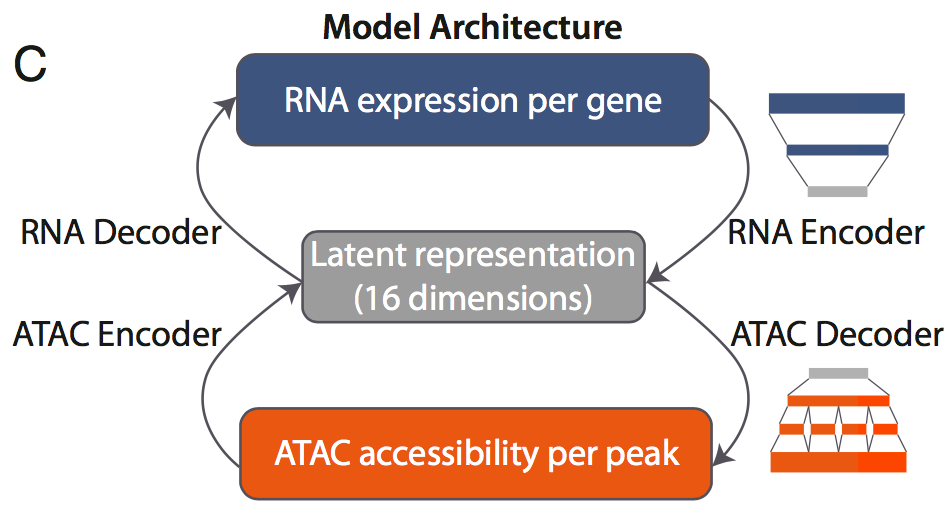 C
Model Architecture
RNA expression per gene
RNA Decoder
RNA Encoder
Latent representation
(16 dimensions)
ATAC Encoder
ATAC Decoder
ATAC accessibility per peak